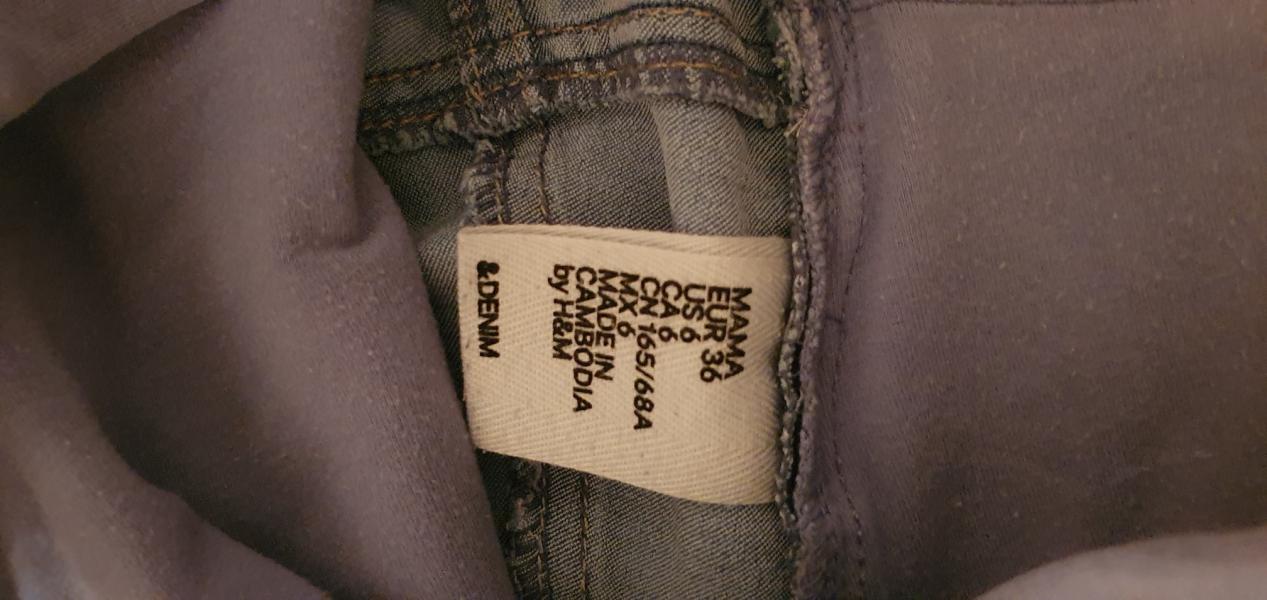 MAMA
EUR 36
US 6
CA 6
CN 165/68A
MX 6
MADE IN
CAMBODIA
by H&M
&DENIM